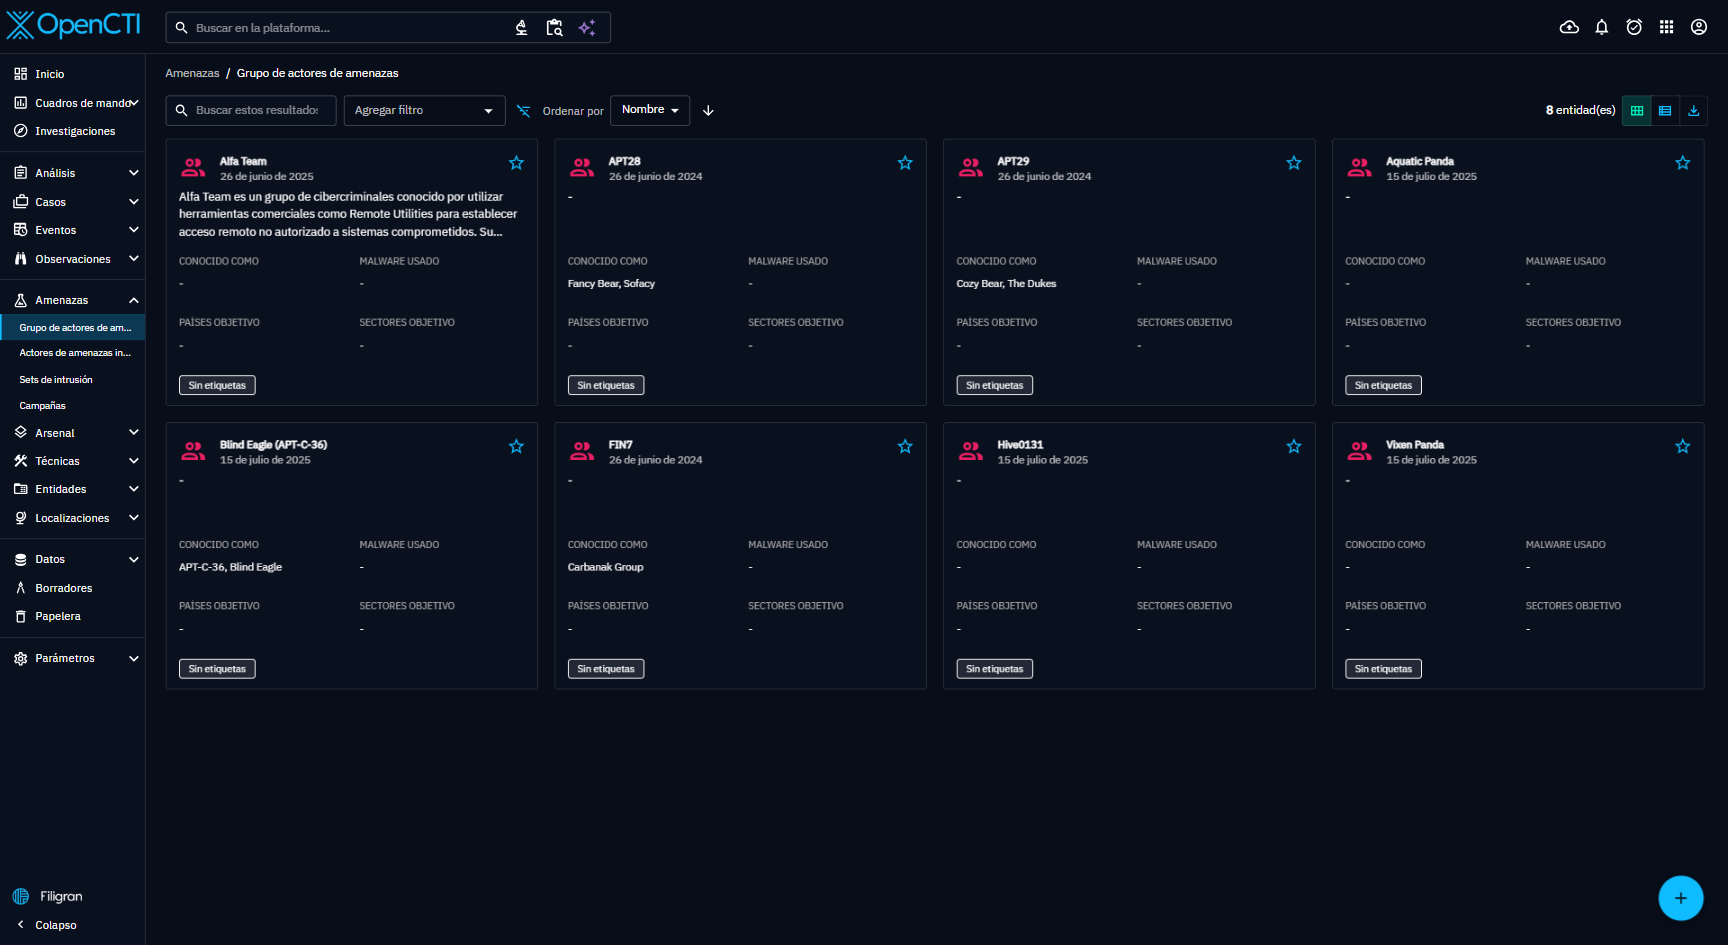 OpenCTI
Buscar en la plataforma...
Inicio
Cuadros de mando
Investigaciones
Análisis
Casos
Eventos
Observaciones
Amenazas
Grupo de actores de am...
Actores de amenazas in...
Sets de intrusión
Campañas
Arsenal
Técnicas
Entidades
Localizaciones
Datos
Borradores
Papelera
Parámetros
Filigran
Colapso
Amenazas / Grupo de actores de amenazas
Buscar estos resultados
Agregar filtro
Ordenar por
Nombre
8 entidad(es)
Alfa Team
26 de junio de 2025
Alfa Team es un grupo de cibercriminales conocido por utilizar
herramientas comerciales como Remote Utilities para establecer
acceso remoto no autorizado a sistemas comprometidos. Su...
CONOCIDO COMO MALWARE USADO
- -
PAÍSES OBJETIVO SECTORES OBJETIVO
- -
Sin etiquetas
APT28
26 de junio de 2024
-
CONOCIDO COMO MALWARE USADO
Fancy Bear, Sofacy -
PAÍSES OBJETIVO SECTORES OBJETIVO
- -
Sin etiquetas
APT29
26 de junio de 2024
-
CONOCIDO COMO MALWARE USADO
Cozy Bear, The Dukes -
PAÍSES OBJETIVO SECTORES OBJETIVO
- -
Sin etiquetas
Aquatic Panda
15 de julio de 2025
-
CONOCIDO COMO MALWARE USADO
- -
PAÍSES OBJETIVO SECTORES OBJETIVO
- -
Sin etiquetas
Blind Eagle (APT-C-36)
15 de julio de 2025
-
CONOCIDO COMO MALWARE USADO
APT-C-36, Blind Eagle -
PAÍSES OBJETIVO SECTORES OBJETIVO
- -
Sin etiquetas
FIN7
26 de junio de 2024
-
CONOCIDO COMO MALWARE USADO
Carbanak Group -
PAÍSES OBJETIVO SECTORES OBJETIVO
- -
Sin etiquetas
Hive0131
15 de julio de 2025
-
CONOCIDO COMO MALWARE USADO
- -
PAÍSES OBJETIVO SECTORES OBJETIVO
- -
Sin etiquetas
Vixen Panda
15 de julio de 2025
-
CONOCIDO COMO MALWARE USADO
- -
PAÍSES OBJETIVO SECTORES OBJETIVO
- -
Sin etiquetas